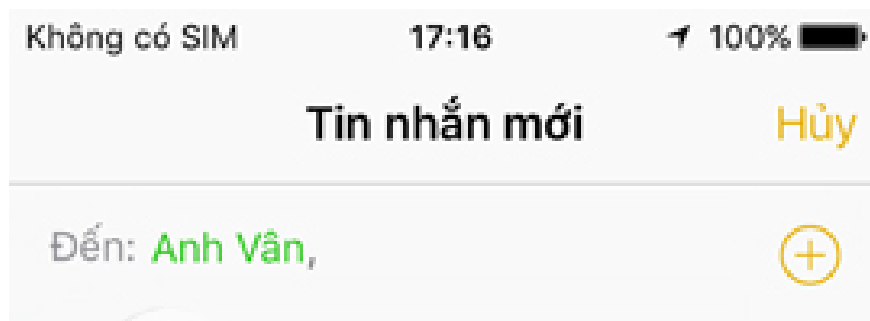 Không có SIM 17:16 100%
Tin nhắn mới Hủy
Đến: Anh Vân,